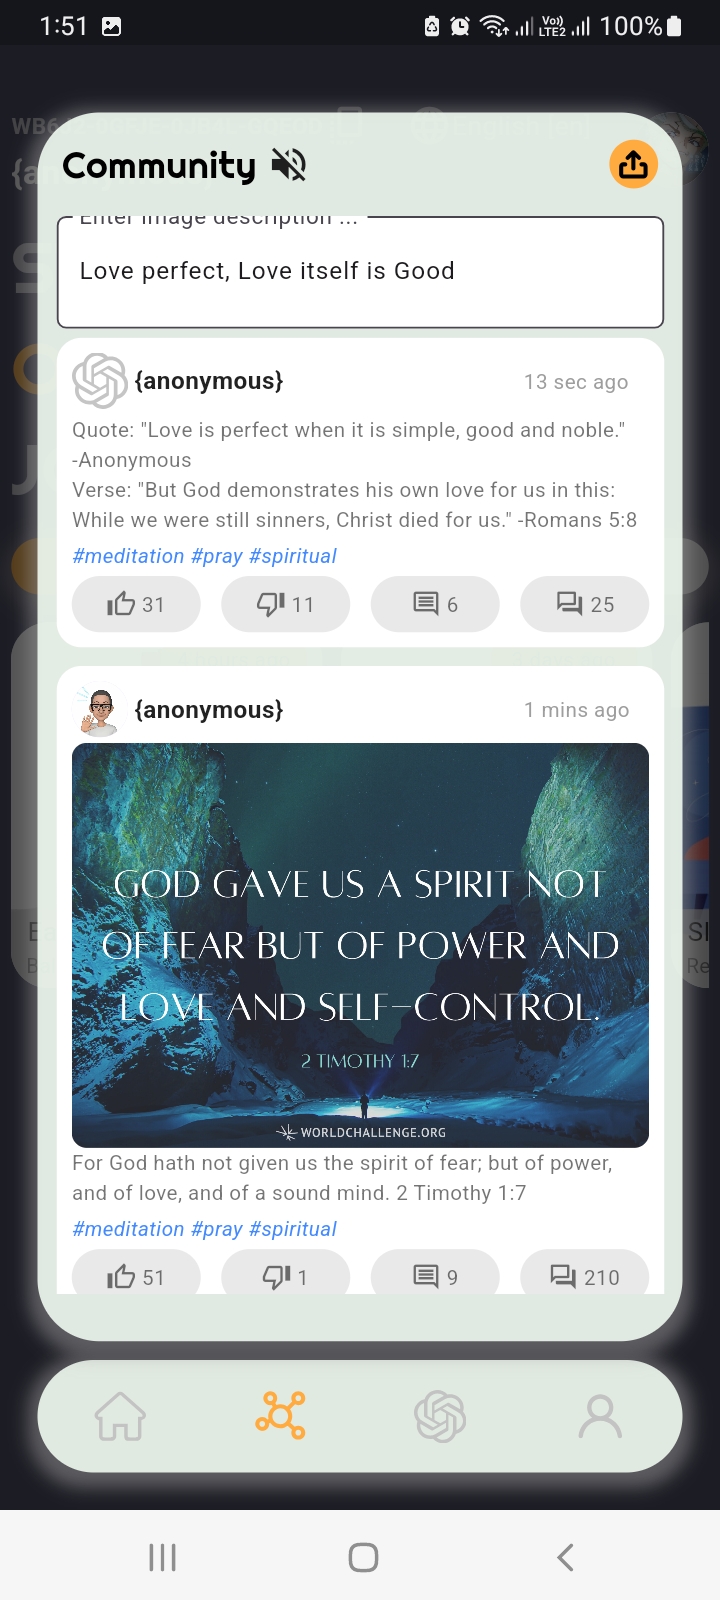 1:51
Vo))
LTE2
100%
WB6
{a
Community
Enter image description ...
Love perfect, Love itself is Good
{anonymous}
13 sec ago
Quote: "Love is perfect when it is simple, good and noble."
-Anonymous
Verse: "But God demonstrates his own love for us in this:
While we were still sinners, Christ died for us." -Romans 5:8
#meditation #pray #spiritual
31
11
6
25
{anonymous}
1 mins ago
GOD GAVE US A SPIRIT NOT
OF FEAR BUT OF POWER AND
LOVE AND SELF-CONTROL.
2 TIMOTHY 1:7
WORLDCHALLENGE.ORG
For God hath not given us the spirit of fear; but of power,
and of love, and of a sound mind. 2 Timothy 1:7
#meditation #pray #spiritual
51
1
9
210
Re